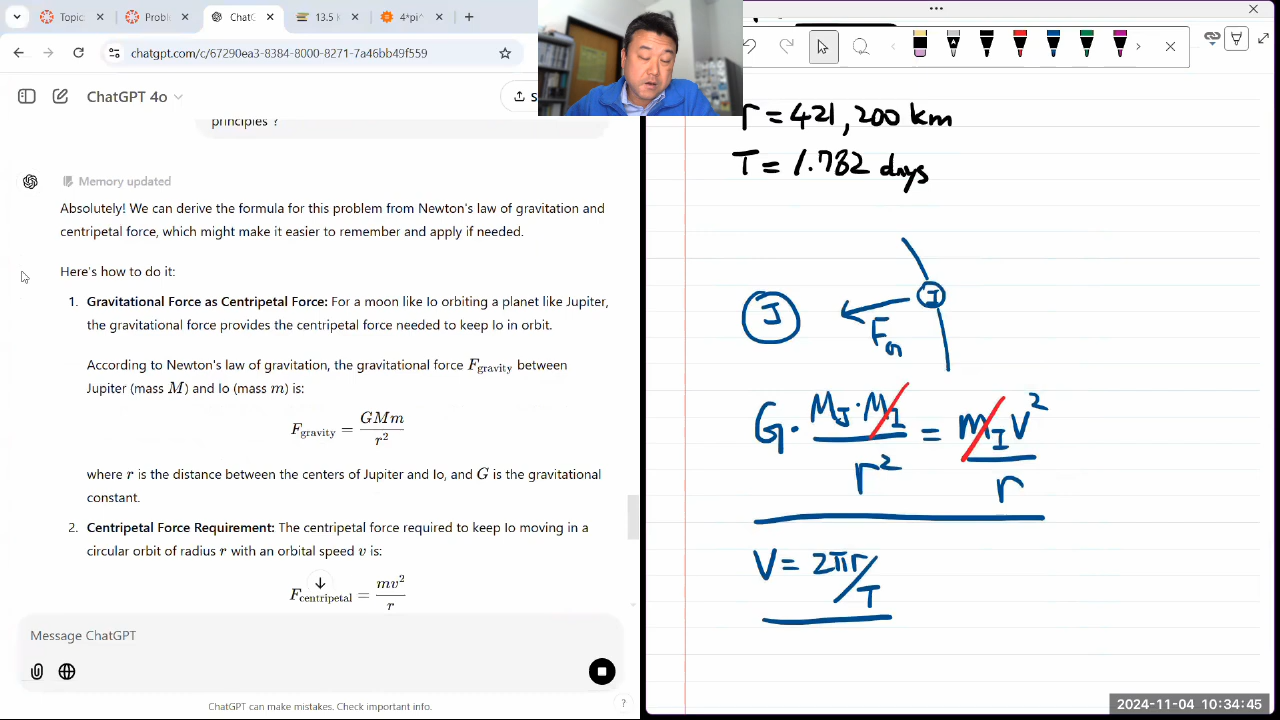 Topic
Proble
ChatG
13.5 k
4*pi^
chatgpt.com/c/
ChatGPT 4o
S
principles ?
Memory updated
Absolutely! We can derive the formula for this problem from Newton's law of gravitation and
centripetal force, which might make it easier to remember and apply if needed.
Here's how to do it:
1. Gravitational Force as Centripetal Force: For a moon like Io orbiting a planet like Jupiter,
the gravitational force provides the centripetal force needed to keep Io in orbit.
According to Newton's law of gravitation, the gravitational force F_gravity between
Jupiter (mass M) and Io (mass m) is:
F_gravity = GMm / r^2
where r is the distance between the centers of Jupiter and Io, and G is the gravitational
constant.
2. Centripetal Force Requirement: The centripetal force required to keep Io moving in a
circular orbit of radius r with an orbital speed v is:
F_centripetal = mv^2 / r
Message ChatGPT
ChatGPT can make mistakes. Check important info.
?
r = 421,200 km
T = 1.782 days
J
I
F_G
G · M_J · M_I / r^2 = m_I v^2 / r
V = 2πr/T
2024-11-04 10:34:45